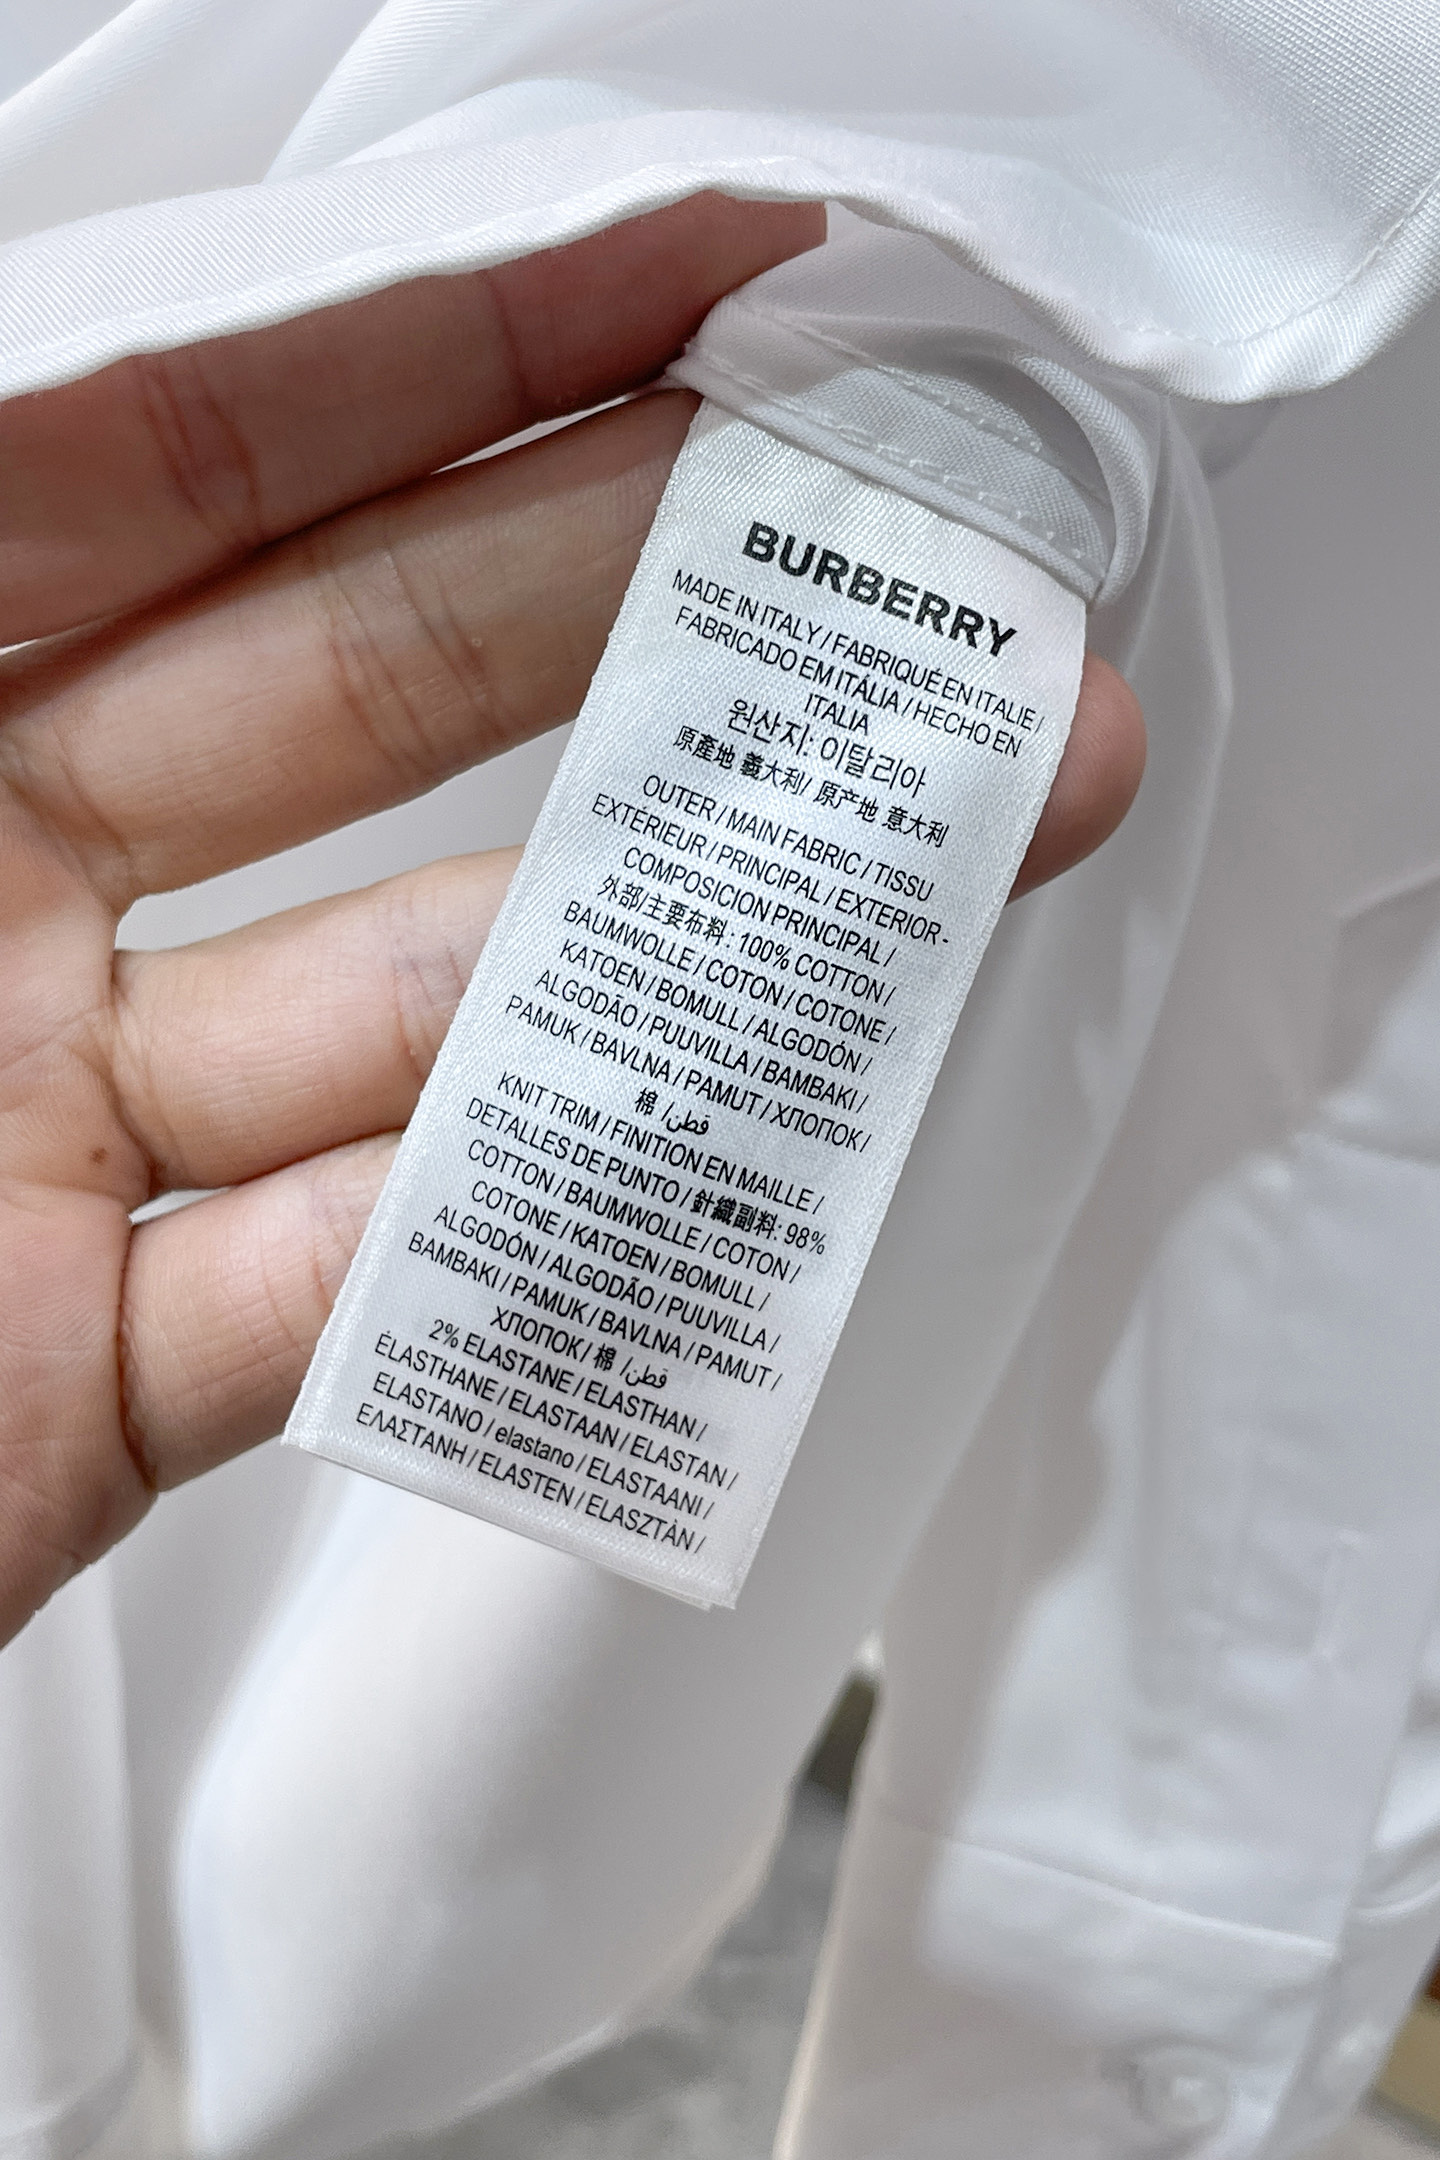 BURBERRY
MADE IN ITALY / FABRIQUÉ EN ITALIE /
FABRICADO EM ITÁLIA / HECHO EN
ITALIA
원산지: 이탈리아
原產地 義大利/ 原产地 意大利
OUTER / MAIN FABRIC / TISSU
EXTÉRIEUR / PRINCIPAL / EXTERIOR-
COMPOSICION PRINCIPAL /
外部/主要布料: 100% COTTON /
BAUMWOLLE / COTON / COTONE /
KATOEN / BOMULL / ALGODÓN /
ALGODÃO / PUUVILLA / BAMBAKI /
PAMUK / BAVLNA / PAMUT / ХЛОПОК /
棉 / قطن
KNIT TRIM / FINITION EN MAILLE /
DETALLES DE PUNTO / 針織副料: 98%
COTTON / BAUMWOLLE / COTON /
COTONE / KATOEN / BOMULL /
ALGODÓN / ALGODÃO / PUUVILLA /
BAMBAKI / PAMUK / BAVLNA / PAMUT /
ХЛОПОК / 棉 / قطن
2% ELASTANE / ELASTHAN /
ÉLASTHANE / ELASTAAN / ELASTAN /
ELASTANO / elastano / ELASTAANI /
ΕΛΑΣΤΑΝΗ / ELASTEN / ELASZTÁN /